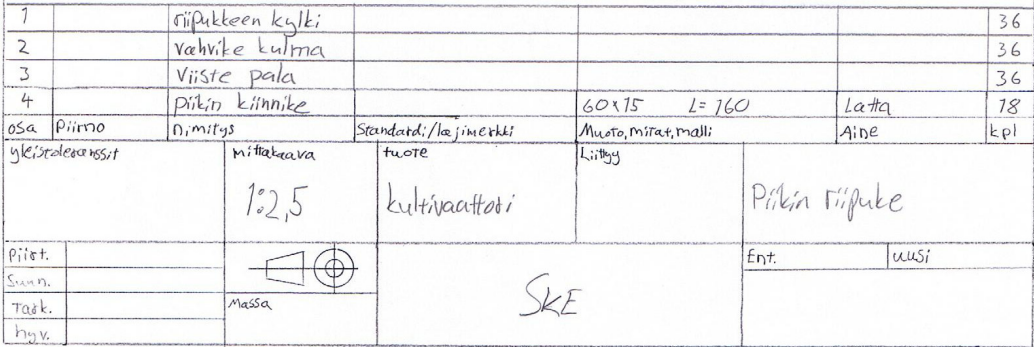 1 riipukkeen kylki 36
2 vahvike kulma 36
3 Viiste pala 36
4 piikin kiinnike 60x15 L= 160 Latta 18
osa Piirno nimitys Standardi/lajimerkki Muoto, mitat, malli Aine kpl
yleistoleranssit mittakaava tuote Liittyy
1:2,5 kultivaattori Piikin riipuke
Piirt. Ent. uusi
Suun.
Tark. Massa SKE
hyv.